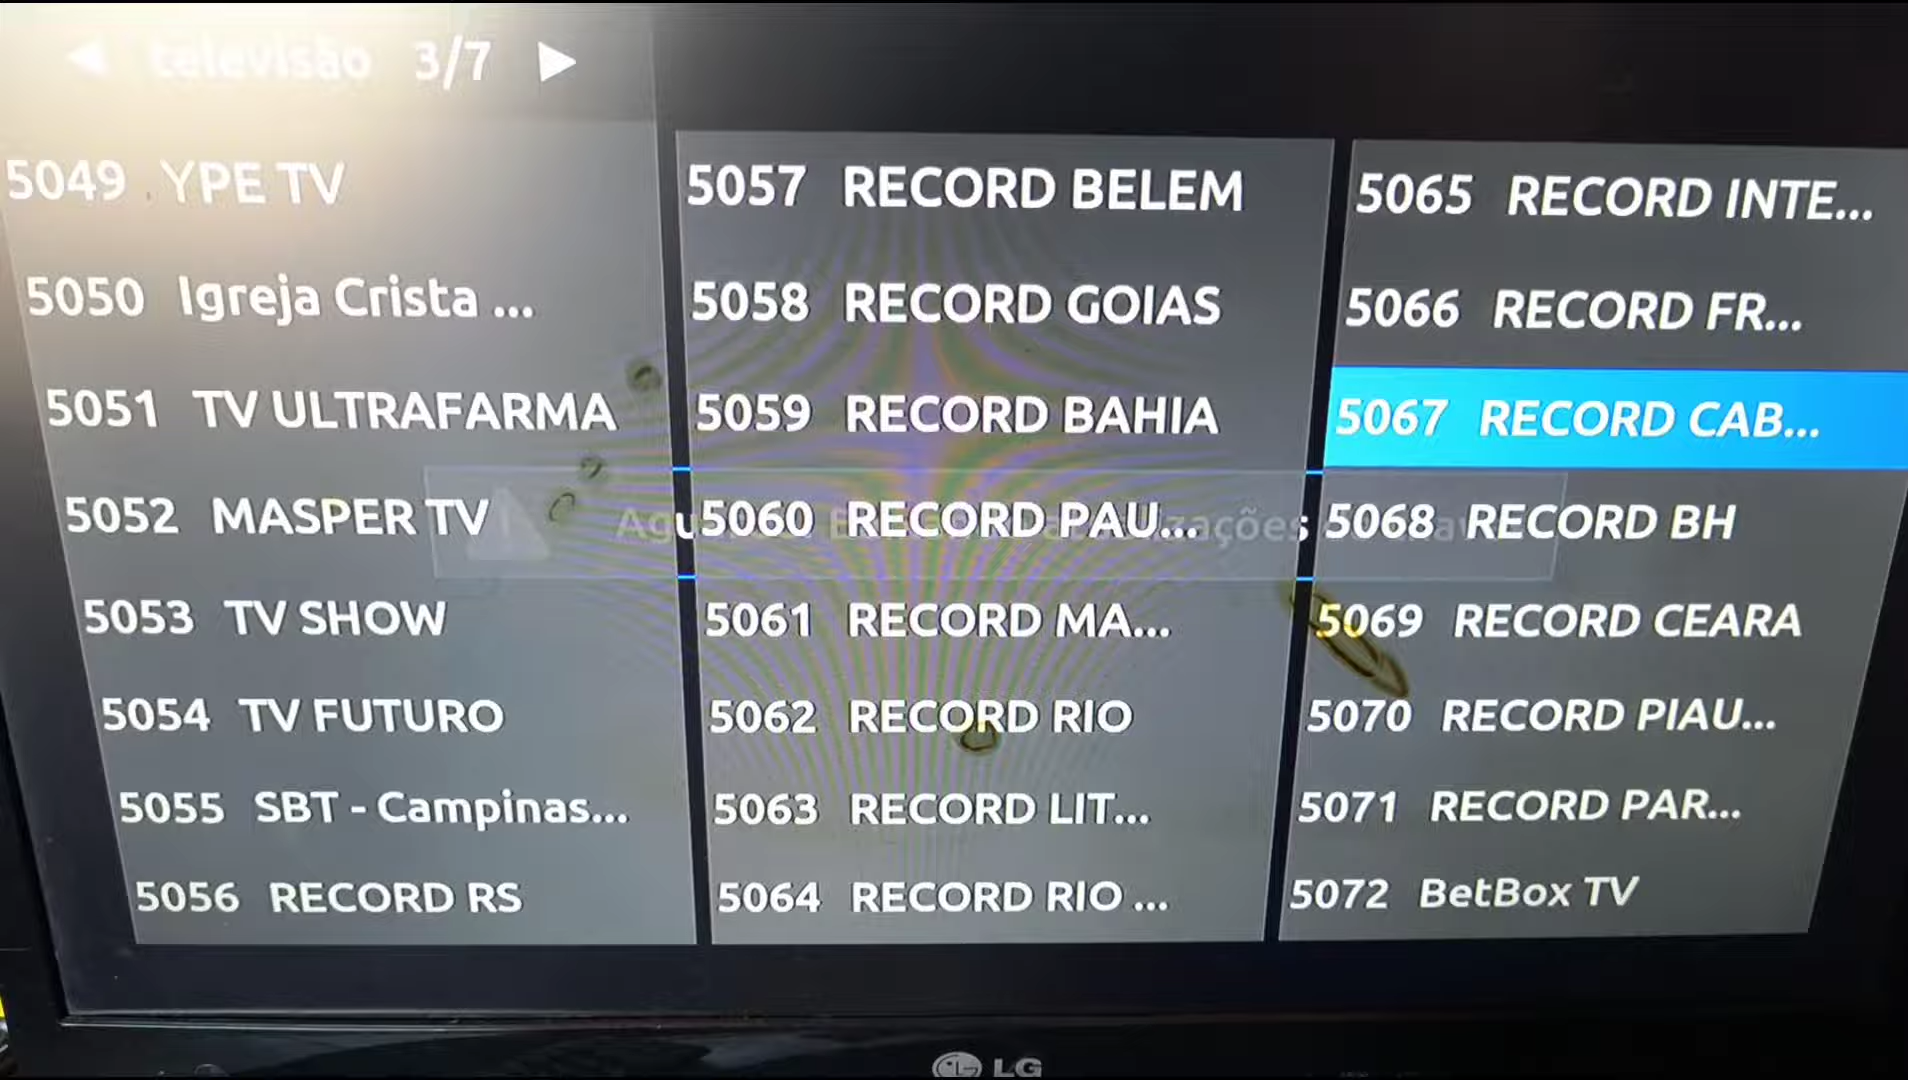 televisão 3/7
5049 YPE TV
5050 Igreja Crista ...
5051 TV ULTRAFARMA
5052 MASPER TV
5053 TV SHOW
5054 TV FUTURO
5055 SBT - Campinas...
5056 RECORD RS
5057 RECORD BELEM
5058 RECORD GOIAS
5059 RECORD BAHIA
5060 RECORD PAU...
5061 RECORD MA...
5062 RECORD RIO
5063 RECORD LIT...
5064 RECORD RIO ...
5065 RECORD INTE...
5066 RECORD FR...
5067 RECORD CAB...
5068 RECORD BH
5069 RECORD CEARA
5070 RECORD PIAU...
5071 RECORD PAR...
5072 BetBox TV
LG